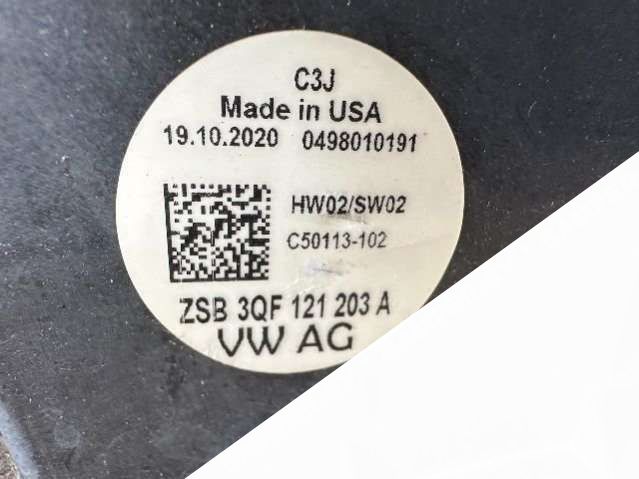 C3J
Made in USA
19.10.2020 0498010191
HW02/SW02
C50113-102
ZSB 3QF 121 203 A
VW AG